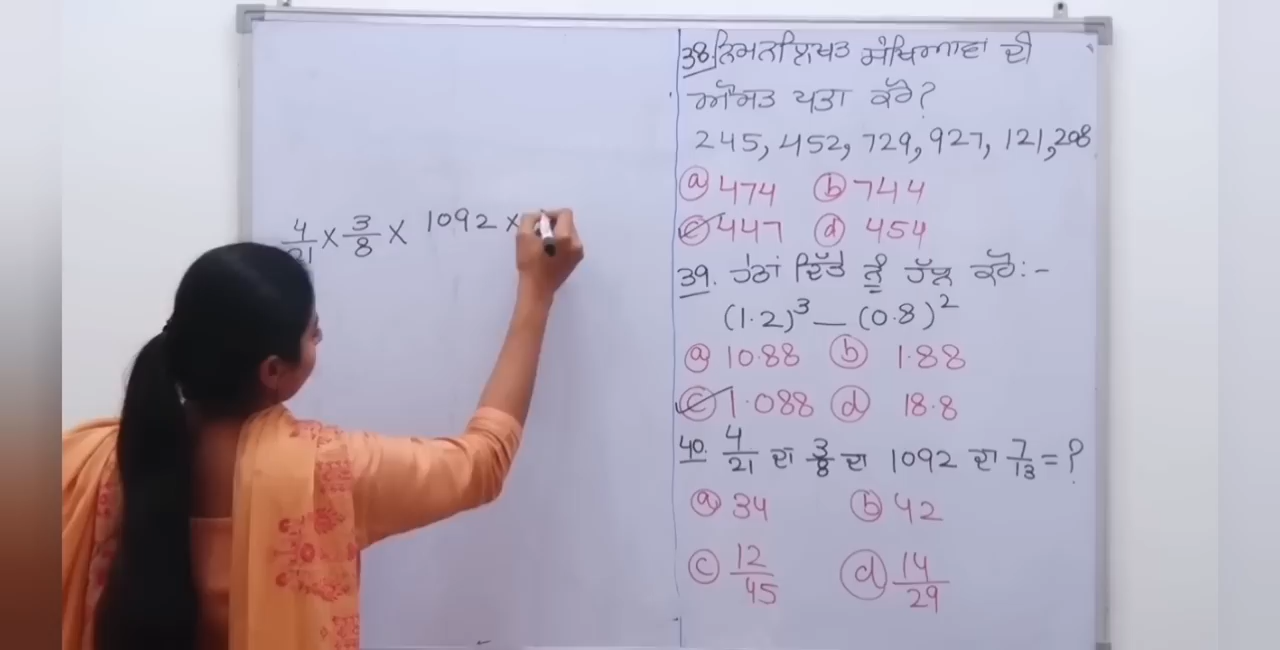 4/21 × 3/8 × 1092 ×
38. ਨਿਮਨਲਿਖਤ ਸੰਖਿਆਵਾਂ ਦੀ
ਔਸਤ ਪਤਾ ਕਰੋ?
245, 452, 729, 927, 121, 208
ⓐ 474 ⓑ 744
ⓒ 447 ⓓ 454
39. ਹੇਠਾਂ ਦਿੱਤੇ ਨੂੰ ਹੱਲ ਕਰੋ:-
(1.2)³ — (0.8)²
ⓐ 10.88 ⓑ 1.88
ⓒ 1.088 ⓓ 18.8
40. 4/21 ਦਾ 3/8 ਦਾ 1092 ਦਾ 7/13 = ?
ⓐ 34 ⓑ 42
ⓒ 12/45 ⓓ 14/29